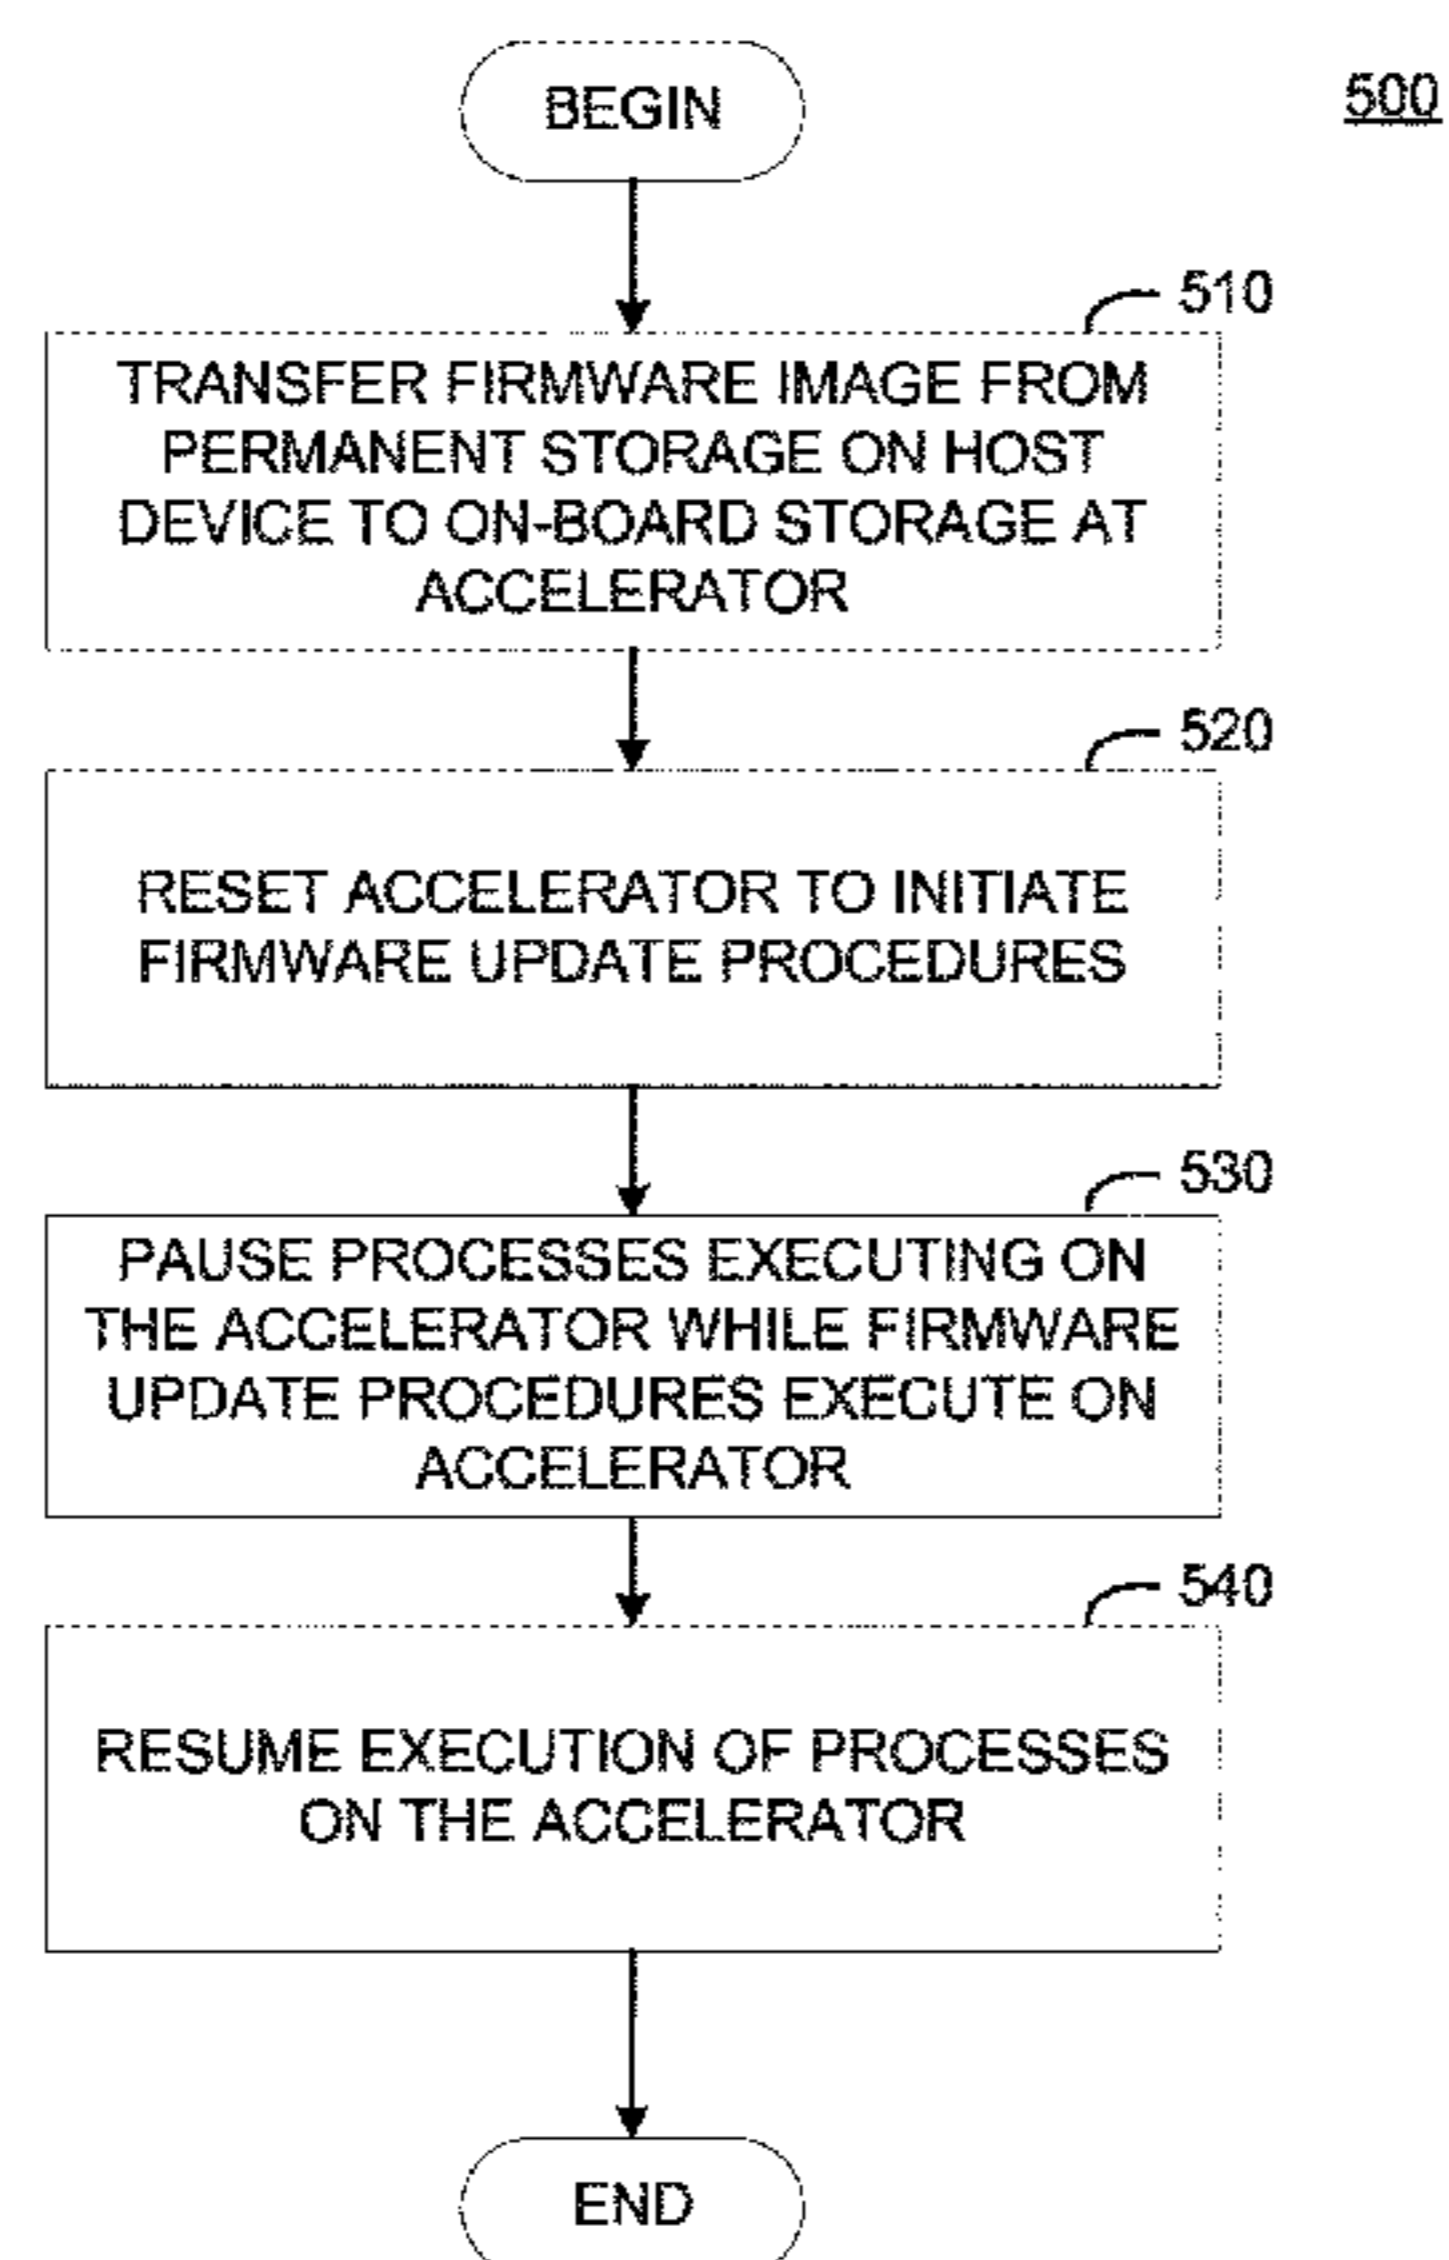 BEGIN
500
510
TRANSFER FIRMWARE IMAGE FROM
PERMANENT STORAGE ON HOST
DEVICE TO ON-BOARD STORAGE AT
ACCELERATOR
520
RESET ACCELERATOR TO INITIATE
FIRMWARE UPDATE PROCEDURES
530
PAUSE PROCESSES EXECUTING ON
THE ACCELERATOR WHILE FIRMWARE
UPDATE PROCEDURES EXECUTE ON
ACCELERATOR
540
RESUME EXECUTION OF PROCESSES
ON THE ACCELERATOR
END